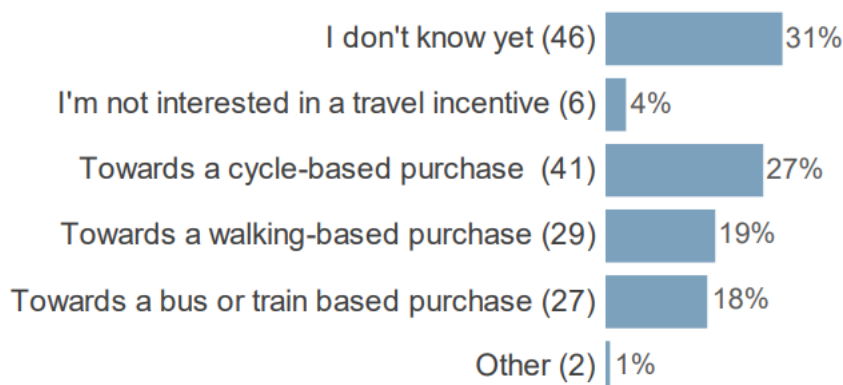 I don't know yet (46) 31%
I'm not interested in a travel incentive (6) 4%
Towards a cycle-based purchase (41) 27%
Towards a walking-based purchase (29) 19%
Towards a bus or train based purchase (27) 18%
Other (2) 1%